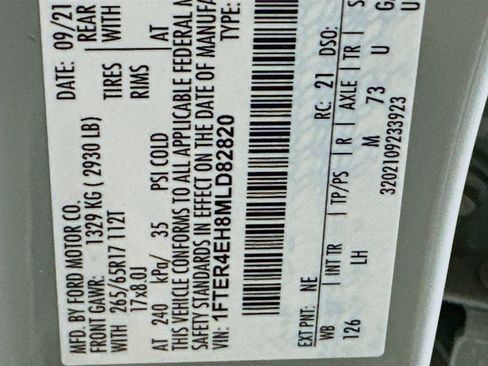 MFD. BY FORD MOTOR CO.
DATE: 09/21
FRONT GAWR: 1329 KG ( 2930 LB)
REAR
WITH 265/65R17 112T TIRES
WITH
17x8.0J RIMS
AT 240 kPa/ 35 PSI COLD
AT
THIS VEHICLE CONFORMS TO ALL APPLICABLE FEDERAL
SAFETY STANDARDS IN EFFECT ON THE DATE OF
VIN: 1FTER4EH8MLD82820
EXT PNT: NE RC: 21 DSO:
WB INT TR TP/PS R AXLE TR
126 LH M 73 U
3202109233923